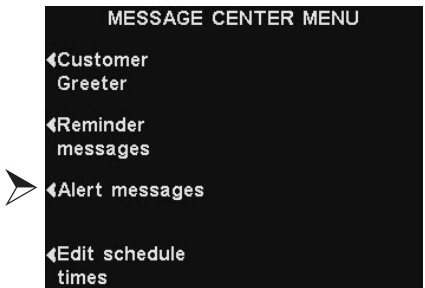 MESSAGE CENTER MENU
Customer
Greeter
Reminder
messages
Alert messages
Edit schedule
times